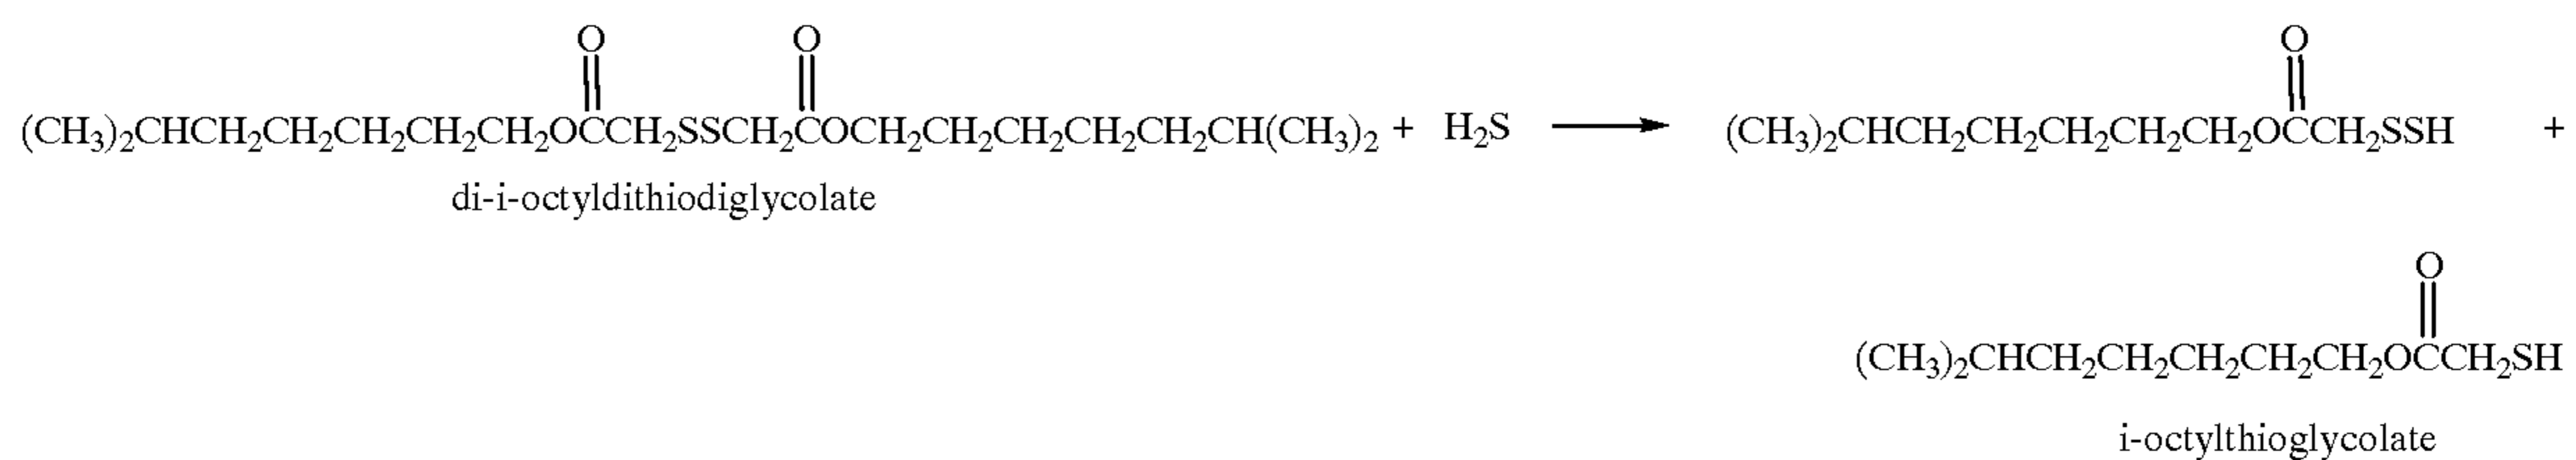 O O O
(CH₃)₂CHCH₂CH₂CH₂CH₂CH₂OCCH₂SSCH₂COCH₂CH₂CH₂CH₂CH₂CH(CH₃)₂ + H₂S (CH₃)₂CHCH₂CH₂CH₂CH₂CH₂OCCH₂SSH +
di-i-octyldithiodiglycolate
O
(CH₃)₂CHCH₂CH₂CH₂CH₂CH₂OCCH₂SH
i-octylthioglycolate